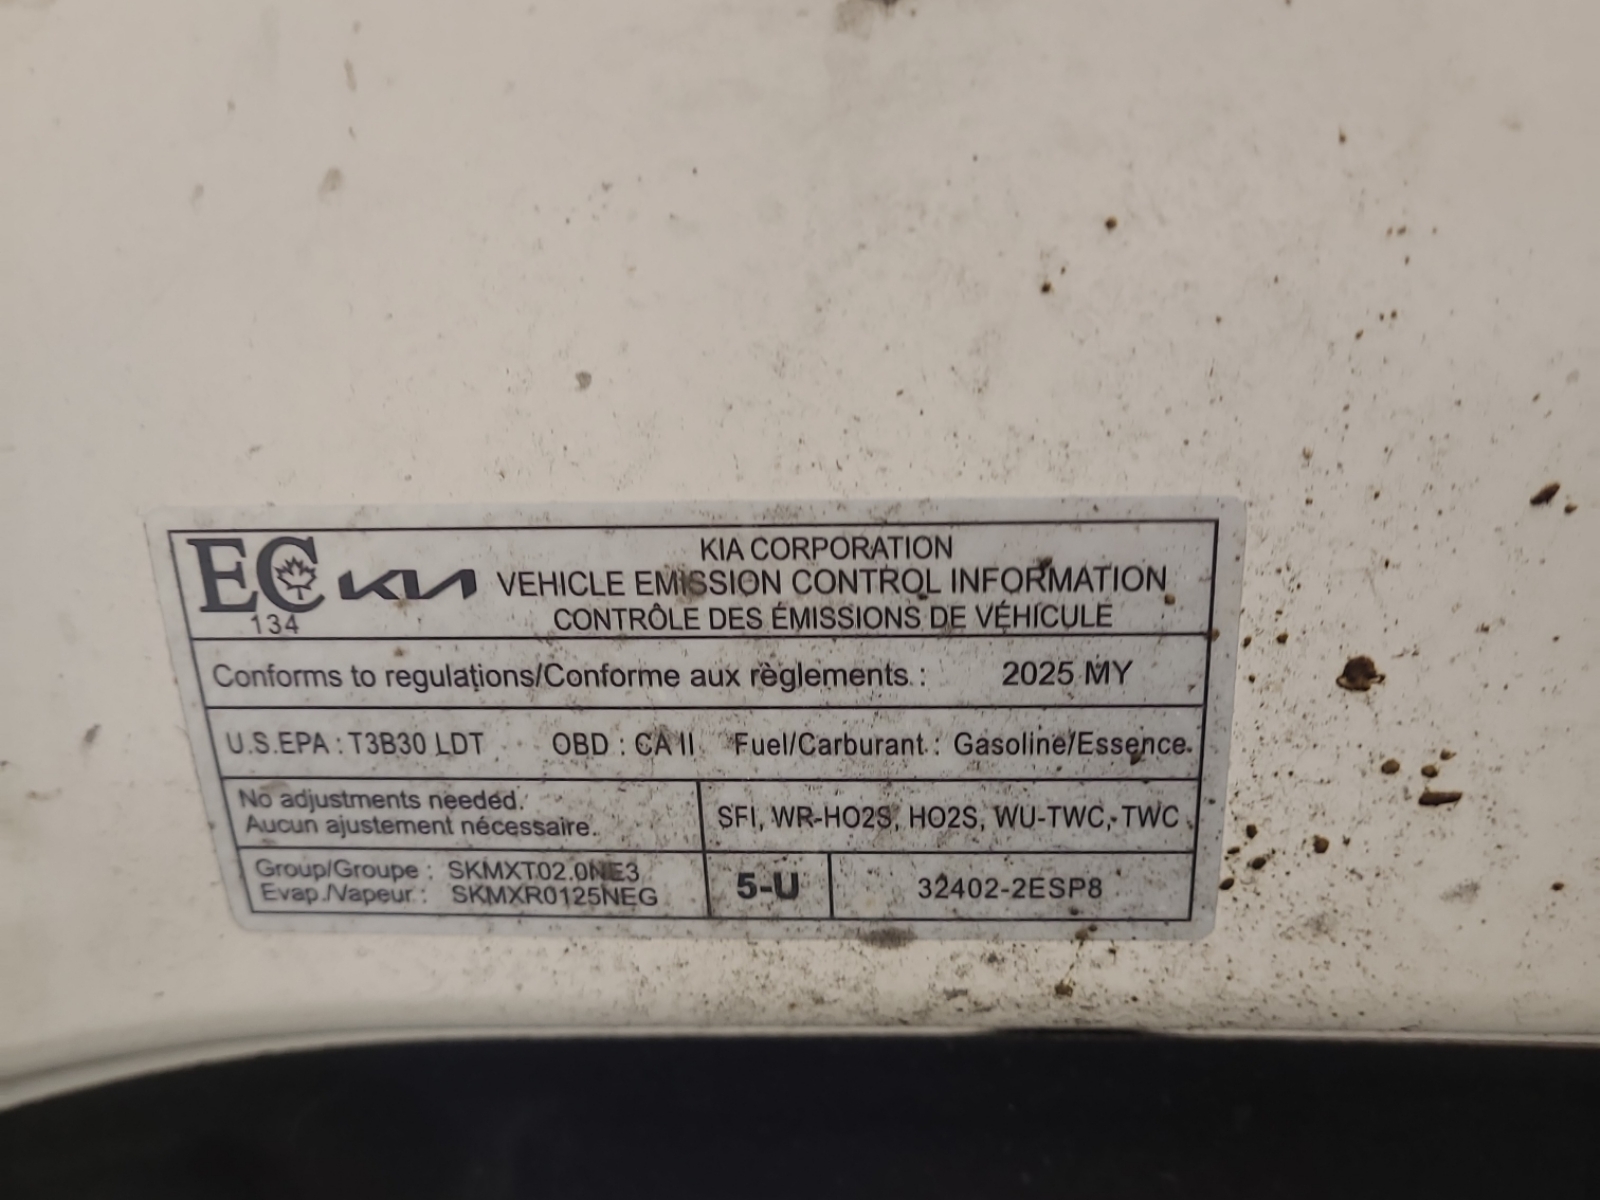 EC KIA KIA CORPORATION
134
VEHICLE EMISSION CONTROL INFORMATION
CONTRÔLE DES ÉMISSIONS DE VÉHICULE
Conforms to regulations/Conforme aux règlements : 2025 MY
U.S.EPA : T3B30 LDT OBD : CA II Fuel/Carburant : Gasoline/Essence
No adjustments needed.
Aucun ajustement nécessaire.
SFI, WR-HO2S, HO2S, WU-TWC, TWC
Group/Groupe : SKMXT02.0NE3
Evap./Vapeur : SKMXR0125NEG
5-U
32402-2ESP8